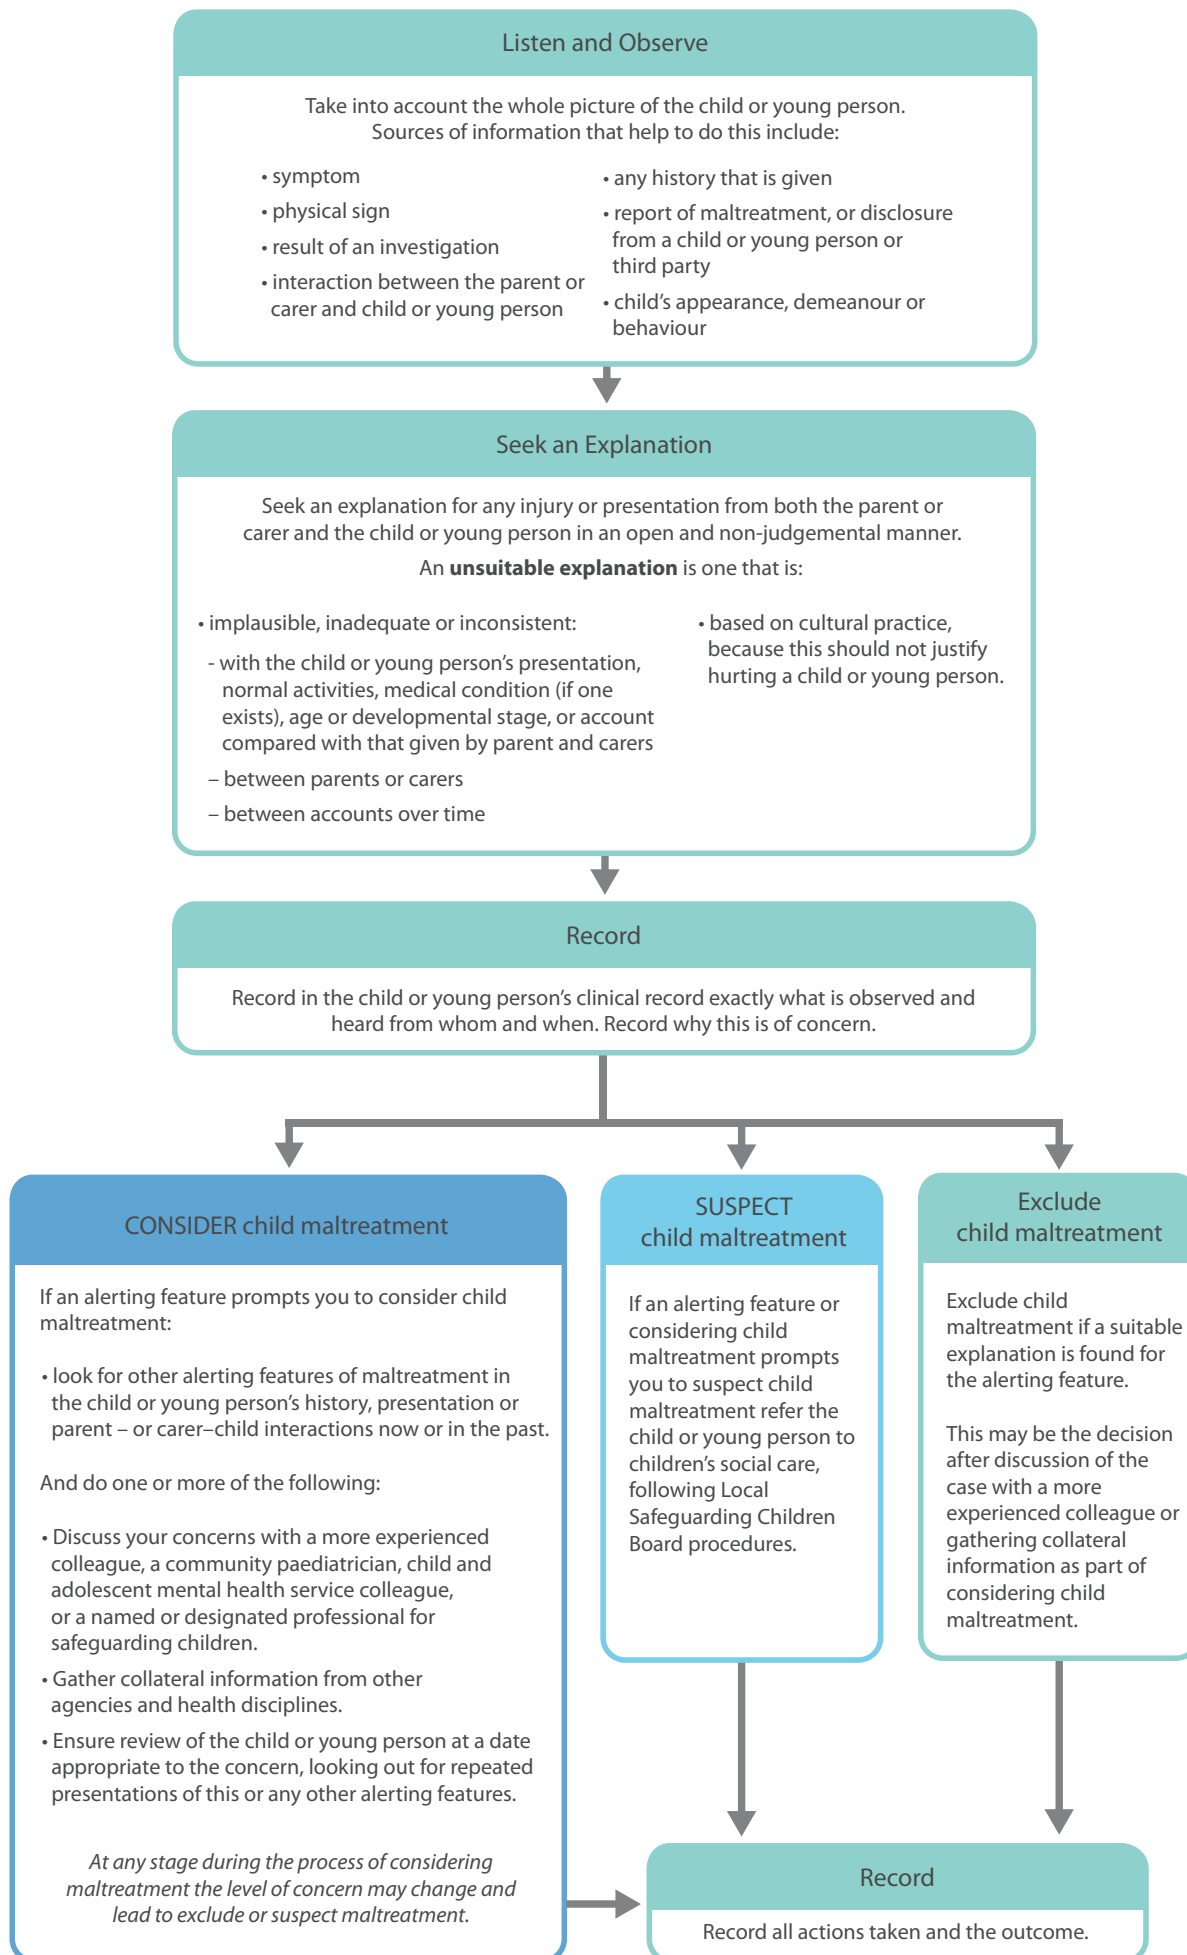 Listen and Observe
Take into account the whole picture of the child or young person.
Sources of information that help to do this include:
• symptom
• physical sign
• result of an investigation
• interaction between the parent or
carer and child or young person
• any history that is given
• report of maltreatment, or disclosure
from a child or young person or
third party
• child’s appearance, demeanour or
behaviour
Seek an Explanation
Seek an explanation for any injury or presentation from both the parent or
carer and the child or young person in an open and non-judgemental manner.
An unsuitable explanation is one that is:
• implausible, inadequate or inconsistent:
- with the child or young person’s presentation,
normal activities, medical condition (if one
exists), age or developmental stage, or account
compared with that given by parent and carers
– between parents or carers
– between accounts over time
• based on cultural practice,
because this should not justify
hurting a child or young person.
Record
Record in the child or young person’s clinical record exactly what is observed and
heard from whom and when. Record why this is of concern.
CONSIDER child maltreatment
If an alerting feature prompts you to consider child
maltreatment:
• look for other alerting features of maltreatment in
the child or young person’s history, presentation or
parent – or carer–child interactions now or in the past.
And do one or more of the following:
• Discuss your concerns with a more experienced
colleague, a community paediatrician, child and
adolescent mental health service colleague,
or a named or designated professional for
safeguarding children.
• Gather collateral information from other
agencies and health disciplines.
• Ensure review of the child or young person at a date
appropriate to the concern, looking out for repeated
presentations of this or any other alerting features.
At any stage during the process of considering
maltreatment the level of concern may change and
lead to exclude or suspect maltreatment.
SUSPECT
child maltreatment
If an alerting feature or
considering child
maltreatment prompts
you to suspect child
maltreatment refer the
child or young person to
children’s social care,
following Local
Safeguarding Children
Board procedures.
Exclude
child maltreatment
Exclude child
maltreatment if a suitable
explanation is found for
the alerting feature.
This may be the decision
after discussion of the
case with a more
experienced colleague or
gathering collateral
information as part of
considering child
maltreatment.
Record
Record all actions taken and the outcome.